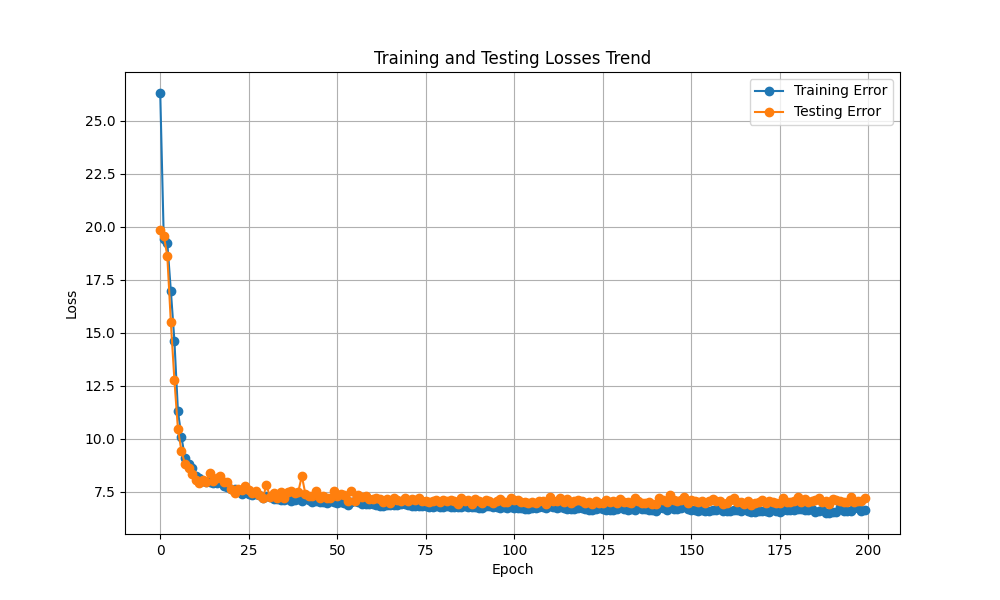 Training and Testing Losses Trend
Training Error
Testing Error
25.0
22.5
20.0
17.5
15.0
12.5
10.0
7.5
Loss
0 25 50 75 100 125 150 175 200
Epoch